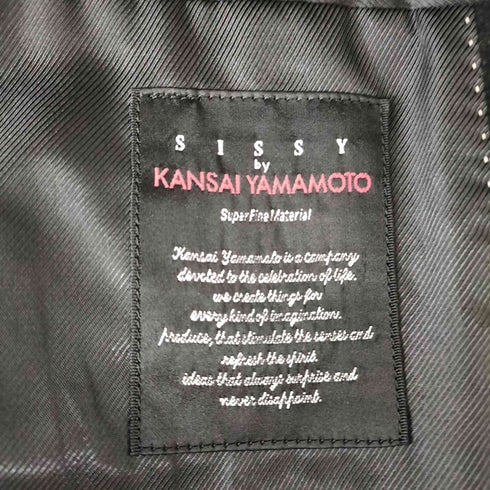 SISSY
by
KANSAI YAMAMOTO
SuperFine Material
Kansai Yamamoto is a company
devoted to the celebration of life.
we create things for
every kind of imagination.
produce, that stimulate the senses and
refresh the spirit.
ideas that always surprise and
never disappoint.